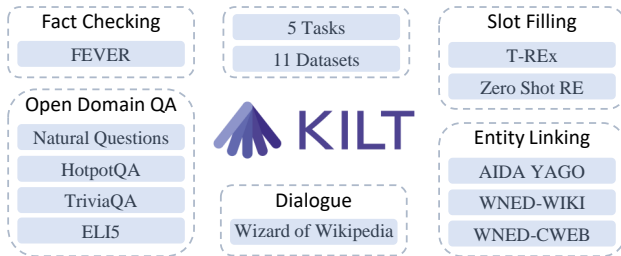 Fact Checking
FEVER
5 Tasks
11 Datasets
Slot Filling
T-REx
Zero Shot RE
Open Domain QA
Natural Questions
HotpotQA
TriviaQA
ELI5
KILT
Dialogue
Wizard of Wikipedia
Entity Linking
AIDA YAGO
WNED-WIKI
WNED-CWEB